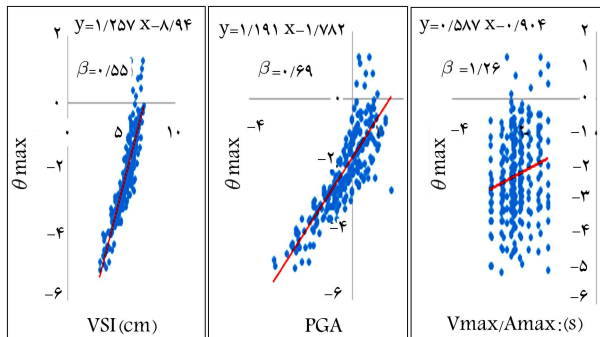 y=۱/۲۵۷ x-۸/۹۴
۲
β=۰/۵۵
۰
۰ ۵ ۱۰
-۲
-۴
-۶
θ max
VSI (cm)
y=۱/۱۹۱ x-۱/۷۸۲
β=۰/۶۹
۰
-۴
-۲
-۴
-۶
θ max
PGA
y=۰/۵۸۷ x-۰/۹۰۴
β=۱/۲۶
۲
۱
۰
-۴
-۱
-۲
-۳
-۴
-۵
-۶
θ max
Vmax/Amax:(s)